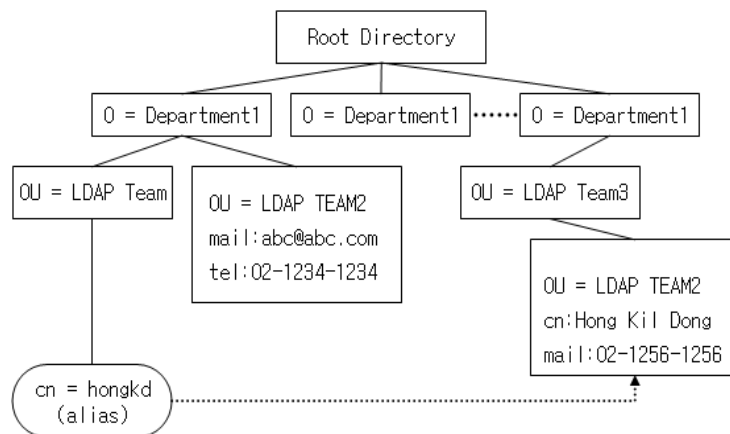 Root Directory
O = Department1
O = Department1
O = Department1
OU = LDAP Team
OU = LDAP TEAM2
mail:abc@abc.com
tel:02-1234-1234
OU = LDAP Team3
OU = LDAP TEAM2
cn:Hong Kil Dong
mail:02-1256-1256
cn = hongkd
(alias)